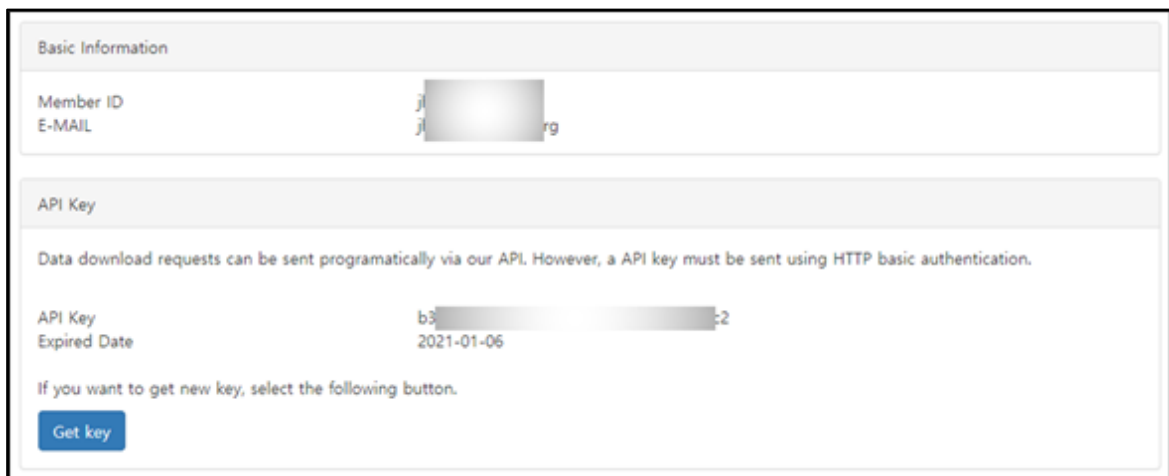 Basic Information
Member ID
E-MAIL
API Key
Data download requests can be sent programatically via our API. However, a API key must be sent using HTTP basic authentication.
API Key
Expired Date 2021-01-06
If you want to get new key, select the following button.
Get key